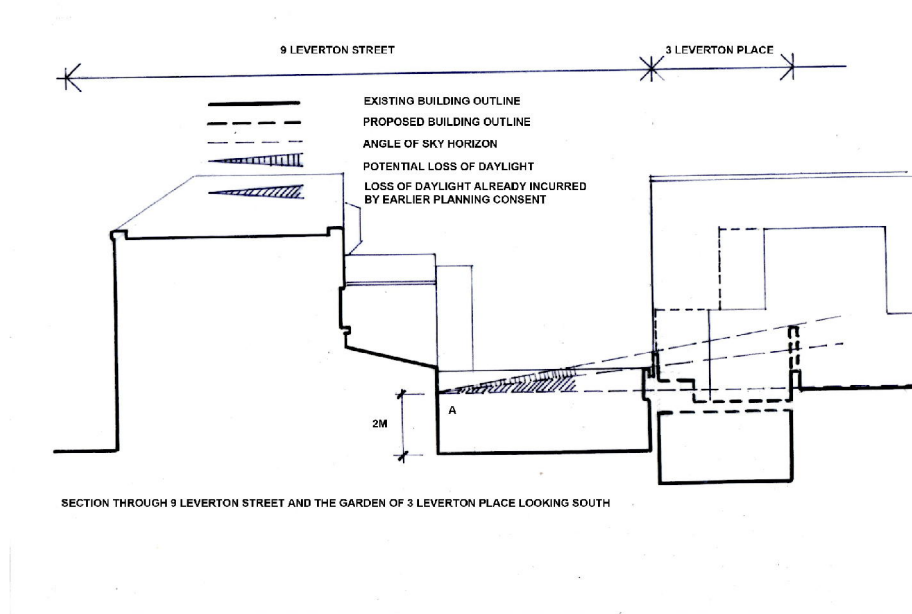 9 LEVERTON STREET
3 LEVERTON PLACE
EXISTING BUILDING OUTLINE
PROPOSED BUILDING OUTLINE
ANGLE OF SKY HORIZON
POTENTIAL LOSS OF DAYLIGHT
LOSS OF DAYLIGHT ALREADY INCURRED
BY EARLIER PLANNING CONSENT
A
2M
SECTION THROUGH 9 LEVERTON STREET AND THE GARDEN OF 3 LEVERTON PLACE LOOKING SOUTH